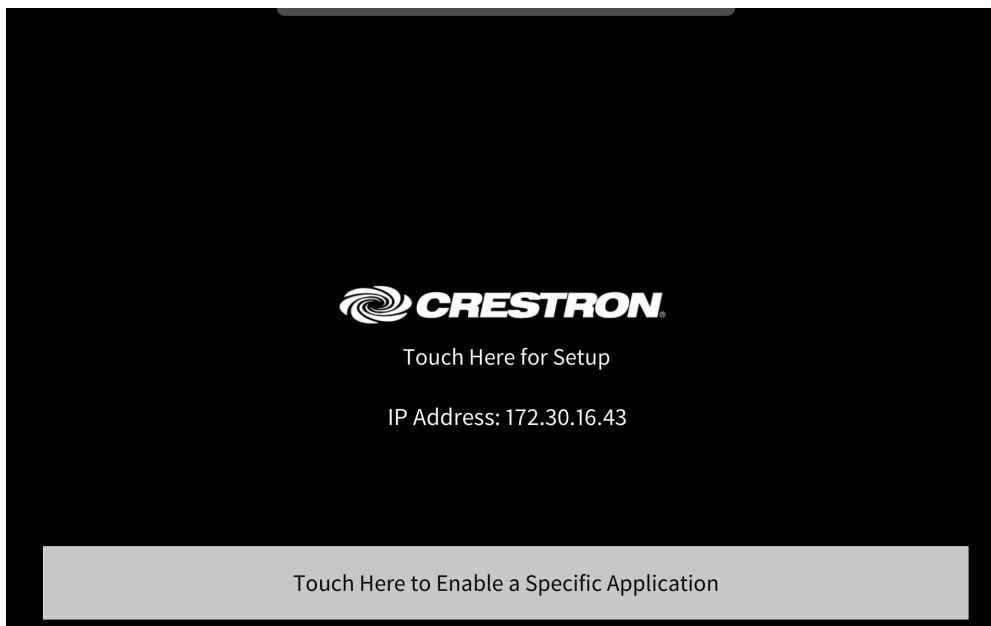 CRESTRON®
Touch Here for Setup
IP Address: 172.30.16.43
Touch Here to Enable a Specific Application